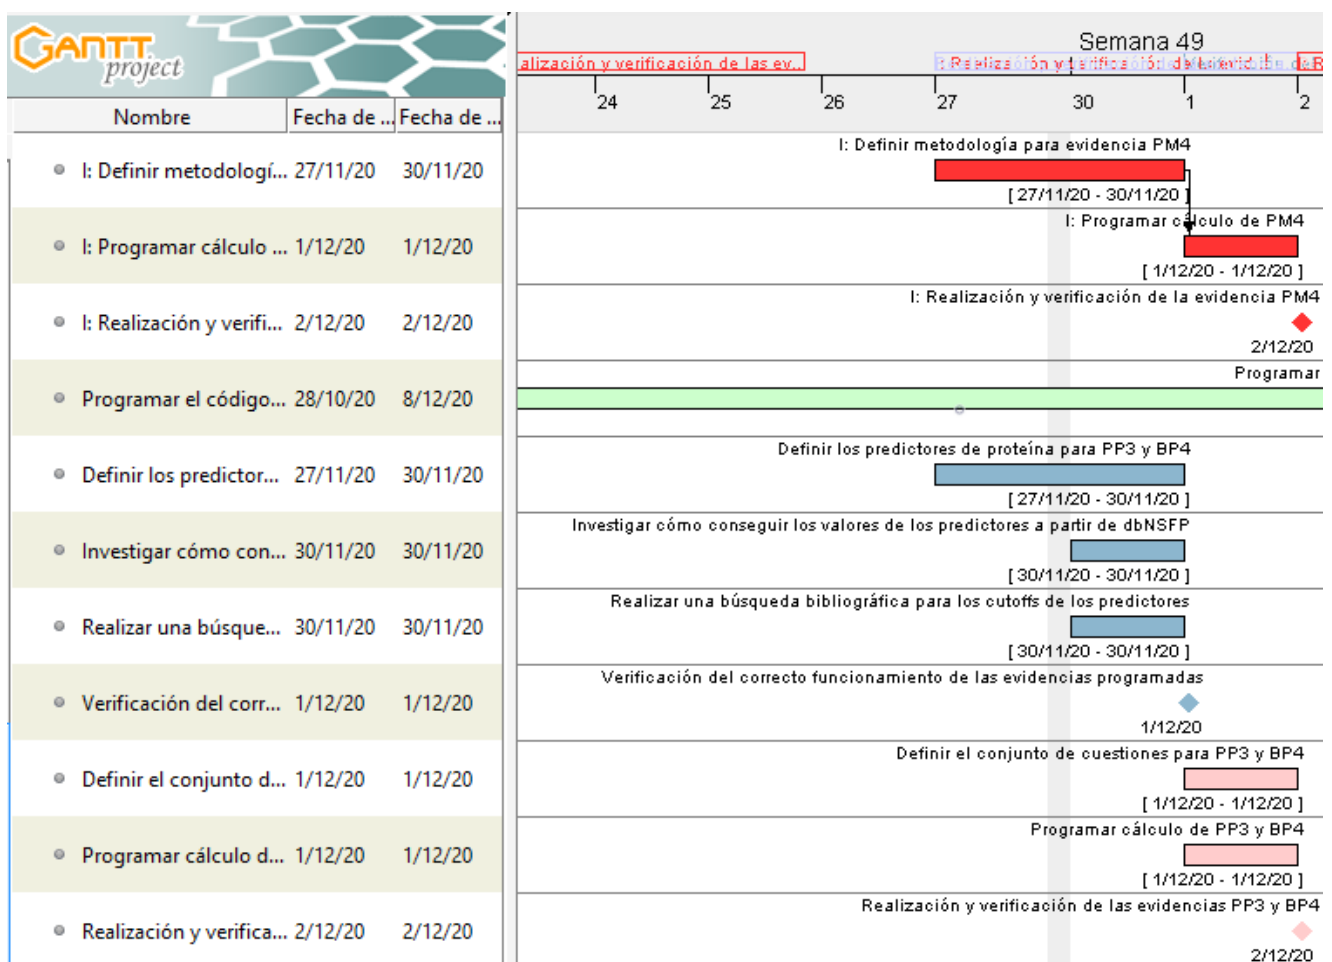 GANTT
project
Semana 49
alización y verificación de las ev..
24 25 26 27 30 1 2
Nombre Fecha de ... Fecha de ...
I: Definir metodologí... 27/11/20 30/11/20
I: Definir metodología para evidencia PM4
[ 27/11/20 - 30/11/20 ]
I: Programar cálculo ... 1/12/20 1/12/20
I: Programar cálculo de PM4
[ 1/12/20 - 1/12/20 ]
I: Realización y verifi... 2/12/20 2/12/20
I: Realización y verificación de la evidencia PM4
2/12/20
Programar el código... 28/10/20 8/12/20
Programar
Definir los predictor... 27/11/20 30/11/20
Definir los predictores de proteína para PP3 y BP4
[ 27/11/20 - 30/11/20 ]
Investigar cómo con... 30/11/20 30/11/20
Investigar cómo conseguir los valores de los predictores a partir de dbNSFP
[ 30/11/20 - 30/11/20 ]
Realizar una búsque... 30/11/20 30/11/20
Realizar una búsqueda bibliográfica para los cutoffs de los predictores
[ 30/11/20 - 30/11/20 ]
Verificación del corr... 1/12/20 1/12/20
Verificación del correcto funcionamiento de las evidencias programadas
1/12/20
Definir el conjunto d... 1/12/20 1/12/20
Definir el conjunto de cuestiones para PP3 y BP4
[ 1/12/20 - 1/12/20 ]
Programar cálculo d... 1/12/20 1/12/20
Programar cálculo de PP3 y BP4
[ 1/12/20 - 1/12/20 ]
Realización y verifica... 2/12/20 2/12/20
Realización y verificación de las evidencias PP3 y BP4
2/12/20